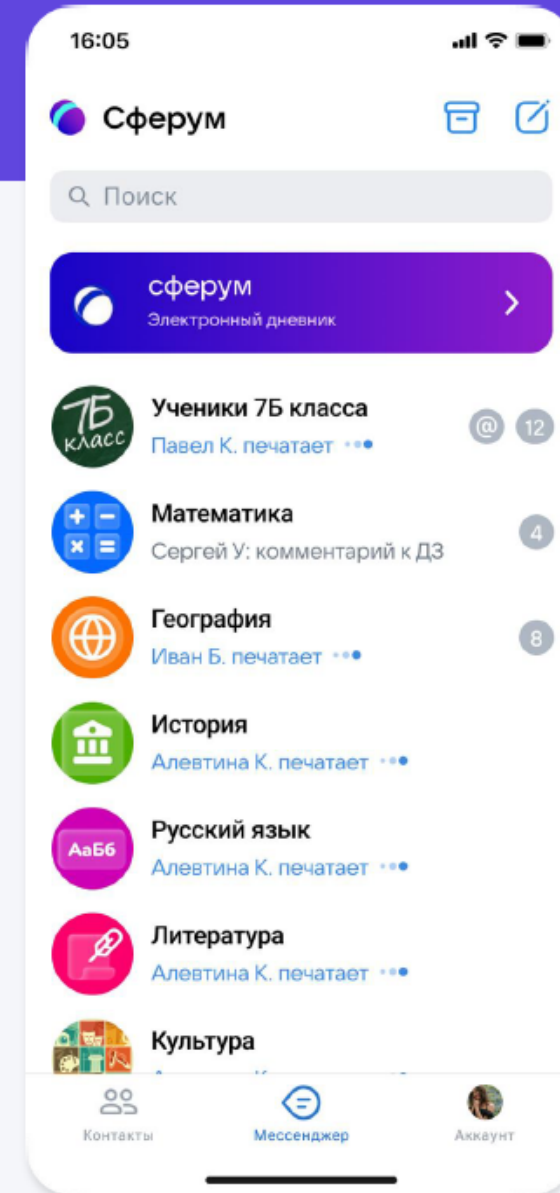 16:05
Сферум
Поиск
сферум
Электронный дневник
7Б
класс
Ученики 7Б класса
Павел К. печатает
@ 12
Математика
Сергей У: комментарий к ДЗ
4
География
Иван Б. печатает
8
История
Алевтина К. печатает
АаБб
Русский язык
Алевтина К. печатает
Литература
Алевтина К. печатает
Культура
Контакты
Мессенджер
Аккаунт